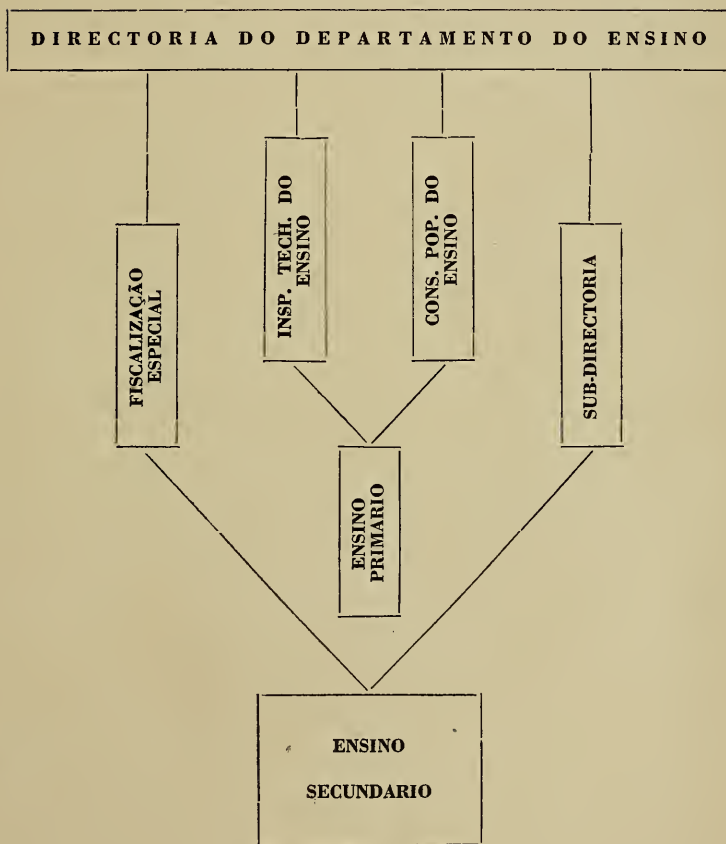 DIRECTORIA DO DEPARTAMENTO DO ENSINO
FISCALIZAÇÃO
ESPECIAL
INSP. TECH. DO
ENSINO
CONS. POP. DO
ENSINO
SUB-DIRECTORIA
ENSINO
PRIMARIO
ENSINO
SECUNDARIO